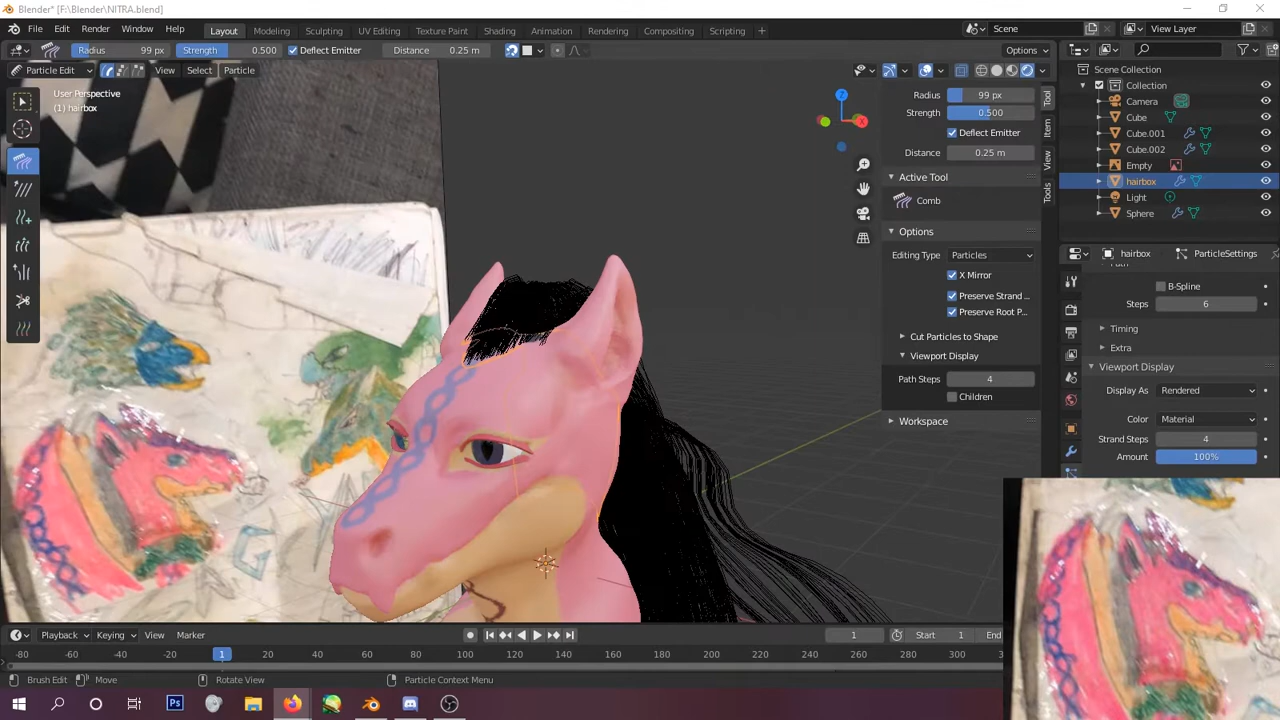 Blender* [F:\Blender\NITRA.blend]
File Edit Render Window Help Layout Modeling Sculpting UV Editing Texture Paint Shading Animation Rendering Compositing Scripting Scene View Layer
Radius 99 px Strength 0.500 Deflect Emitter Distance 0.25 m Options
Particle Edit View Select Particle
User Perspective
(1) hairbox
Radius 99 px
Strength 0.500
Deflect Emitter
Distance 0.25 m
Active Tool
Comb
Options
Editing Type Particles
X Mirror
Preserve Strand ...
Preserve Root P...
Cut Particles to Shape
Viewport Display
Path Steps 4
Children
Workspace
Tool
Item
View
Tools
Scene Collection
Collection
Camera
Cube
Cube.001
Cube.002
Empty
hairbox
Light
Sphere
hairbox ParticleSettings
B-Spline
Steps 6
Timing
Extra
Viewport Display
Display As Rendered
Color Material
Strand Steps 4
Amount 100%
Playback Keying View Marker 1 Start 1 End
-80 -60 -40 -20 1 20 40 60 80 100 120 140 160 180 200 220 240 260 280 300 32
Brush Edit Move Rotate View Particle Context Menu